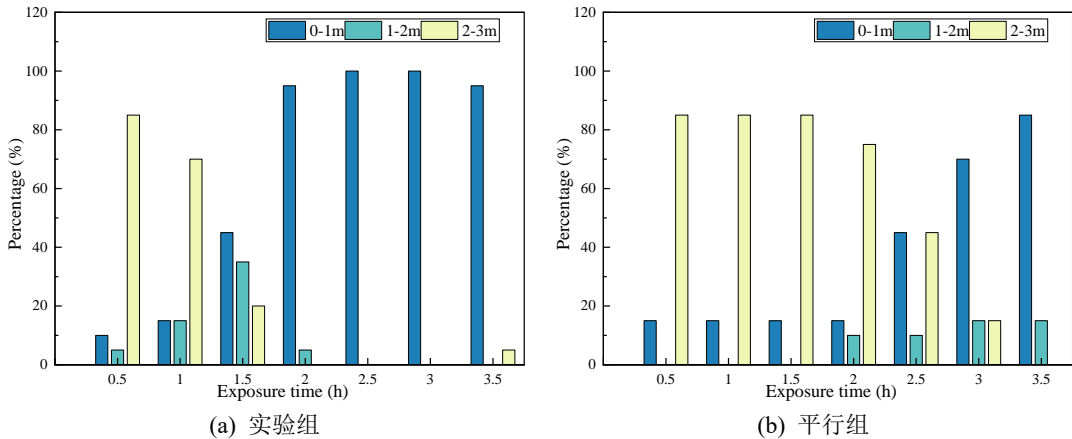 120
100
80
60
40
20
0
Percentage (%)
0-1m 1-2m 2-3m
0.5 1 1.5 2 2.5 3 3.5
Exposure time (h)
(a) 实验组
120
100
80
60
40
20
0
Percentage (%)
0-1m 1-2m 2-3m
0.5 1 1.5 2 2.5 3 3.5
Exposure time (h)
(b) 平行组